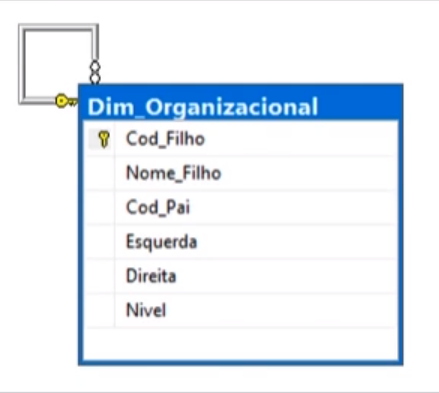 Dim_Organizacional
Cod_Filho
Nome_Filho
Cod_Pai
Esquerda
Direita
Nivel